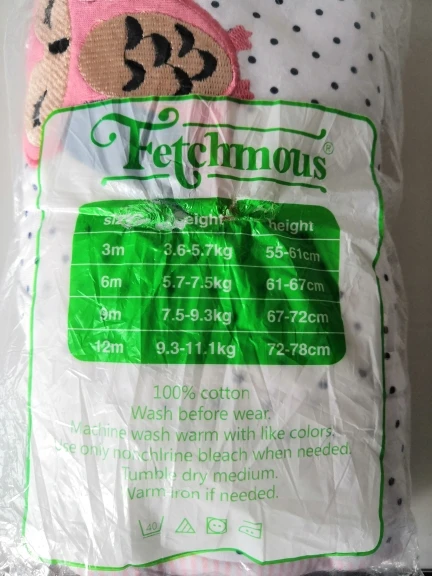 Fetchmous®
size weight height
3m 3.6-5.7kg 55-61cm
6m 5.7-7.5kg 61-67cm
9m 7.5-9.3kg 67-72cm
12m 9.3-11.1kg 72-78cm
100% cotton
Wash before wear.
Machine wash warm with like colors.
Use only nonchlrine bleach when needed.
Tumble dry medium.
Warm iron if needed.
40